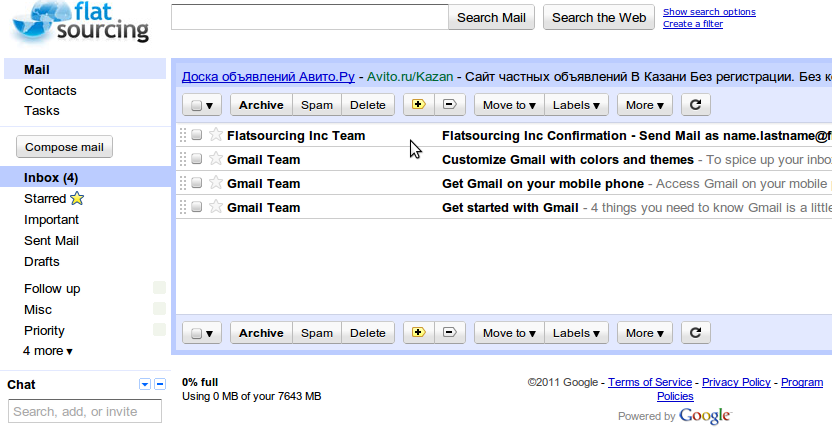 flat
sourcing
Search Mail
Search the Web
Show search options
Create a filter
Mail
Contacts
Tasks
Compose mail
Inbox (4)
Starred
Important
Sent Mail
Drafts
Follow up
Misc
Priority
4 more ▾
Chat
Search, add, or invite
Доска объявлений Авито.Ру - Avito.ru/Kazan - Сайт частных объявлений В Казани Без регистрации. Без
Archive Spam Delete Move to ▾ Labels ▾ More ▾
Flatsourcing Inc Team Flatsourcing Inc Confirmation - Send Mail as name.lastname@f
Gmail Team Customize Gmail with colors and themes - To spice up your inbo
Gmail Team Get Gmail on your mobile phone - Access Gmail on your mobile
Gmail Team Get started with Gmail - 4 things you need to know Gmail is a little
Archive Spam Delete Move to ▾ Labels ▾ More ▾
0% full
Using 0 MB of your 7643 MB
©2011 Google - Terms of Service - Privacy Policy - Program
Policies
Powered by Google